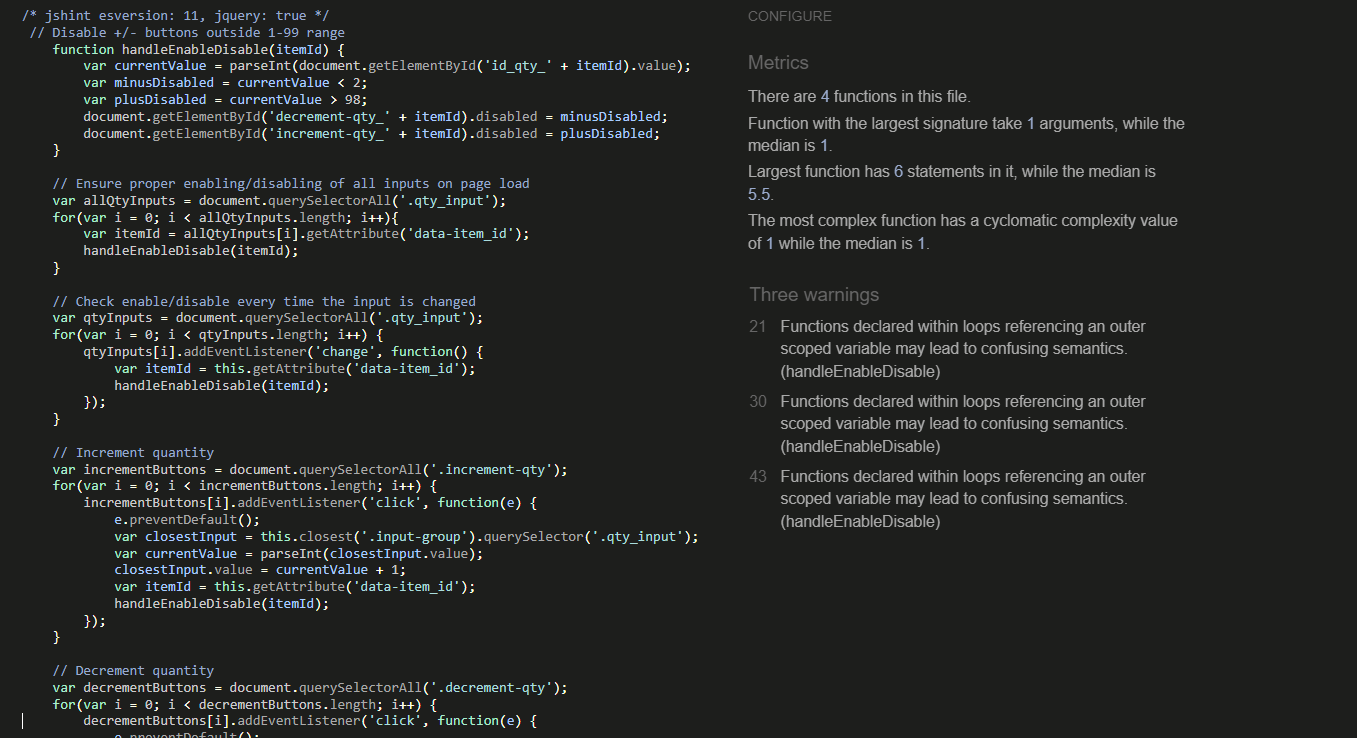 /* jshint esversion: 11, jquery: true */
// Disable +/- buttons outside 1-99 range
function handleEnableDisable(itemId) {
var currentValue = parseInt(document.getElementById('id_qty_' + itemId).value);
var minusDisabled = currentValue < 2;
var plusDisabled = currentValue > 98;
document.getElementById('decrement-qty_' + itemId).disabled = minusDisabled;
document.getElementById('increment-qty_' + itemId).disabled = plusDisabled;
}
// Ensure proper enabling/disabling of all inputs on page load
var allQtyInputs = document.querySelectorAll('.qty_input');
for(var i = 0; i < allQtyInputs.length; i++){
var itemId = allQtyInputs[i].getAttribute('data-item_id');
handleEnableDisable(itemId);
}
// Check enable/disable every time the input is changed
var qtyInputs = document.querySelectorAll('.qty_input');
for(var i = 0; i < qtyInputs.length; i++) {
qtyInputs[i].addEventListener('change', function() {
var itemId = this.getAttribute('data-item_id');
handleEnableDisable(itemId);
});
}
// Increment quantity
var incrementButtons = document.querySelectorAll('.increment-qty');
for(var i = 0; i < incrementButtons.length; i++) {
incrementButtons[i].addEventListener('click', function(e) {
e.preventDefault();
var closestInput = this.closest('.input-group').querySelector('.qty_input');
var currentValue = parseInt(closestInput.value);
closestInput.value = currentValue + 1;
var itemId = this.getAttribute('data-item_id');
handleEnableDisable(itemId);
});
}
// Decrement quantity
var decrementButtons = document.querySelectorAll('.decrement-qty');
for(var i = 0; i < decrementButtons.length; i++) {
decrementButtons[i].addEventListener('click', function(e) {
e.preventDefault();
CONFIGURE
Metrics
There are 4 functions in this file.
Function with the largest signature take 1 arguments, while the
median is 1.
Largest function has 6 statements in it, while the median is
5.5.
The most complex function has a cyclomatic complexity value
of 1 while the median is 1.
Three warnings
21 Functions declared within loops referencing an outer
scoped variable may lead to confusing semantics.
(handleEnableDisable)
30 Functions declared within loops referencing an outer
scoped variable may lead to confusing semantics.
(handleEnableDisable)
43 Functions declared within loops referencing an outer
scoped variable may lead to confusing semantics.
(handleEnableDisable)